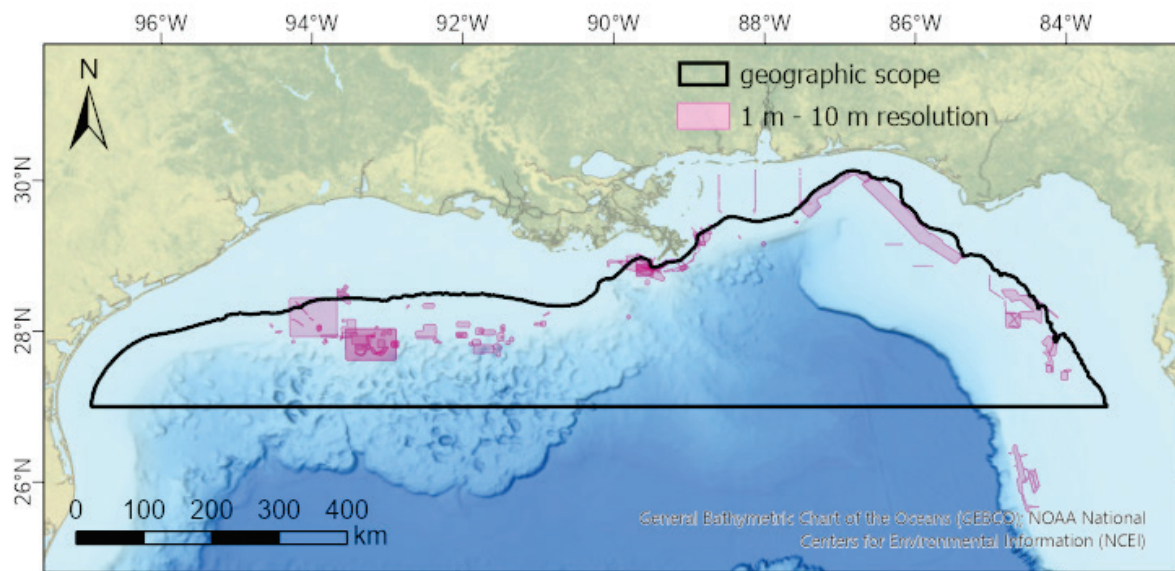 96°W 94°W 92°W 90°W 88°W 86°W 84°W
N
geographic scope
1 m - 10 m resolution
30°N
28°N
26°N
0 100 200 300 400
km
General Bathymetric Chart of the Oceans (GEBCO); NOAA National
Centers for Environmental Information (NCEI)